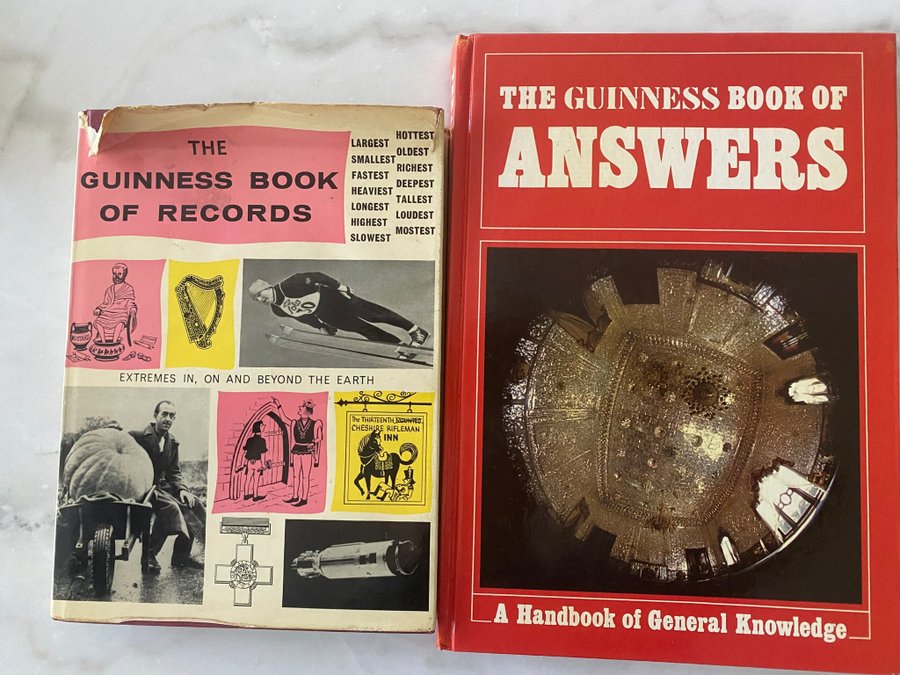 THE
GUINNESS BOOK
OF RECORDS
LARGEST
SMALLEST
FASTEST
HEAVIEST
LONGEST
HIGHEST
SLOWEST
HOTTEST
OLDEST
RICHEST
DEEPEST
TALLEST
LOUDEST
MOSTEST
EXTREMES IN, ON AND BEYOND THE EARTH
The THIRTEENTH MOUNTED
CHESHIRE RIFLEMAN
INN
THE GUINNESS BOOK OF
ANSWERS
A Handbook of General Knowledge